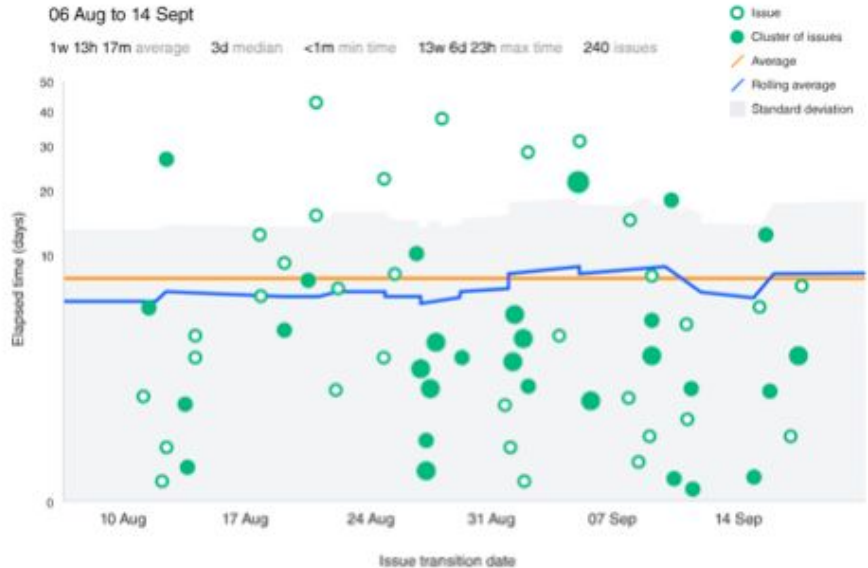 06 Aug to 14 Sept
1w 13h 17m average 3d median <1m min time 13w 6d 23h max time 240 issues
Issue
Cluster of issues
Average
Rolling average
Standard deviation
Elapsed time (days)
50
40
30
20
10
0
10 Aug 17 Aug 24 Aug 31 Aug 07 Sep 14 Sep
Issue transition date